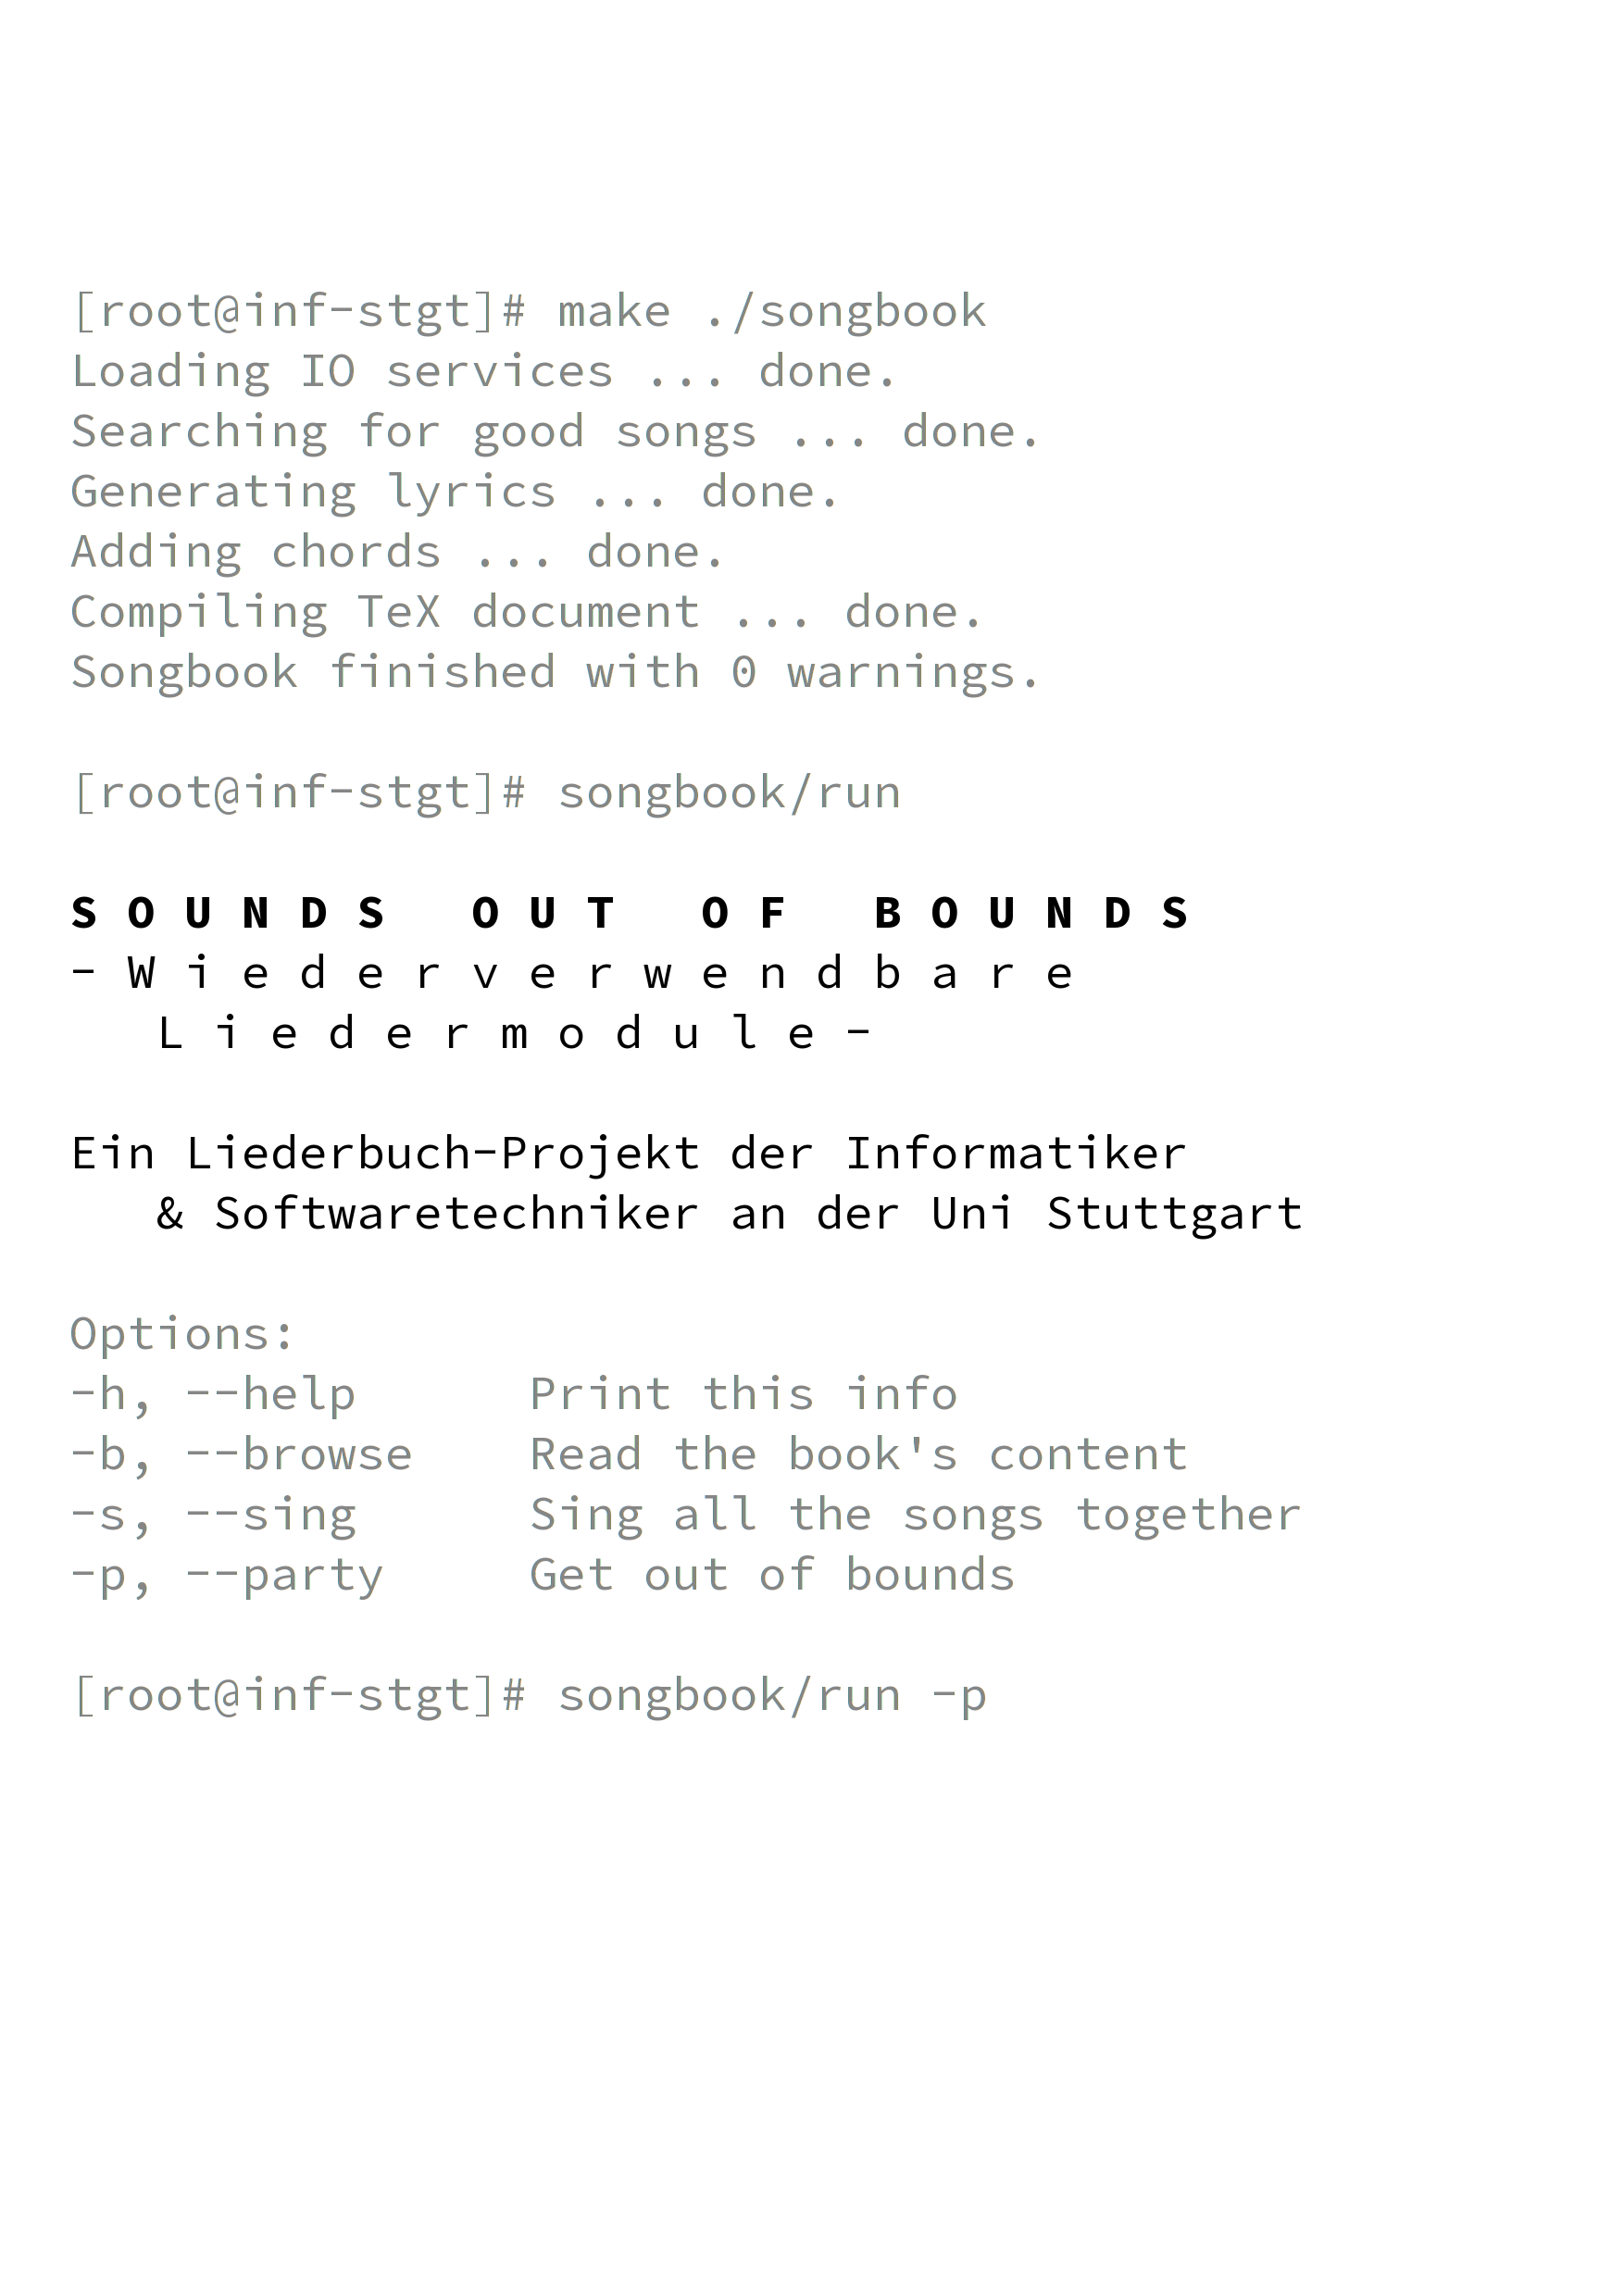 [root@inf-stgt]# make ./songbook
Loading IO services ... done.
Searching for good songs ... done.
Generating lyrics ... done.
Adding chords ... done.
Compiling TeX document ... done.
Songbook finished with 0 warnings.
[root@inf-stgt]# songbook/run
S O U N D S   O U T   O F   B O U N D S
- W i e d e r v e r w e n d b a r e
L i e d e r m o d u l e -
Ein Liederbuch-Projekt der Informatiker
& Softwaretechniker an der Uni Stuttgart
Options:
-h, --help      Print this info
-b, --browse    Read the book's content
-s, --sing      Sing all the songs together
-p, --party     Get out of bounds
[root@inf-stgt]# songbook/run -p